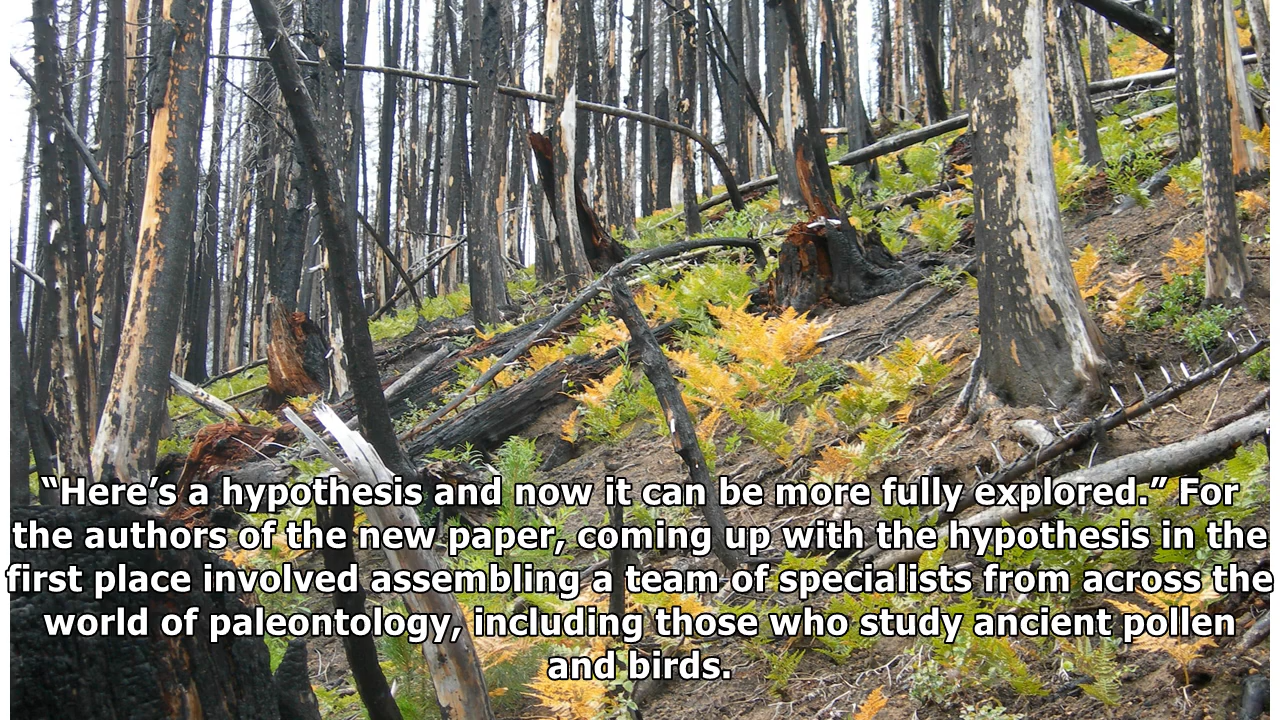 “Here’s a hypothesis and now it can be more fully explored.” For
the authors of the new paper, coming up with the hypothesis in the
first place involved assembling a team of specialists from across the
world of paleontology, including those who study ancient pollen
and birds.